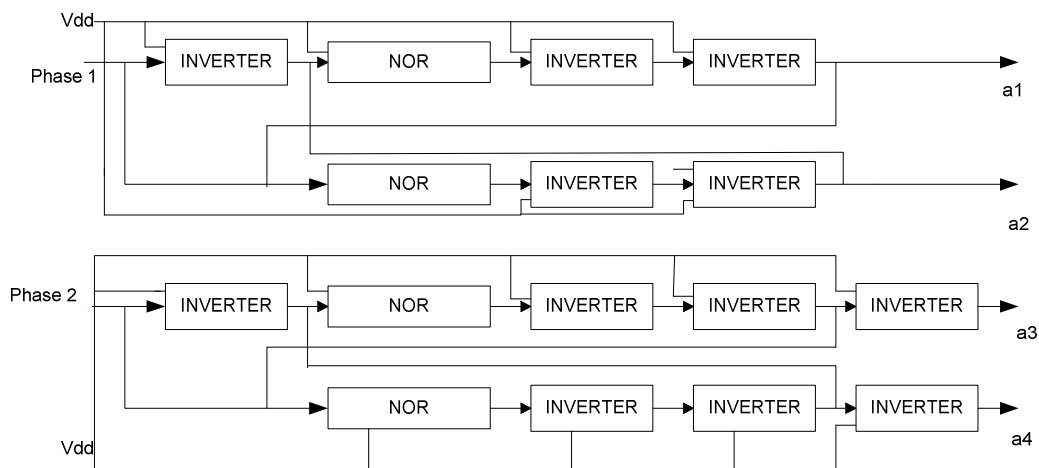 Vdd
INVERTER NOR INVERTER INVERTER
Phase 1
a1
NOR INVERTER INVERTER
a2
Phase 2
INVERTER NOR INVERTER INVERTER INVERTER
a3
NOR INVERTER INVERTER INVERTER
a4
Vdd